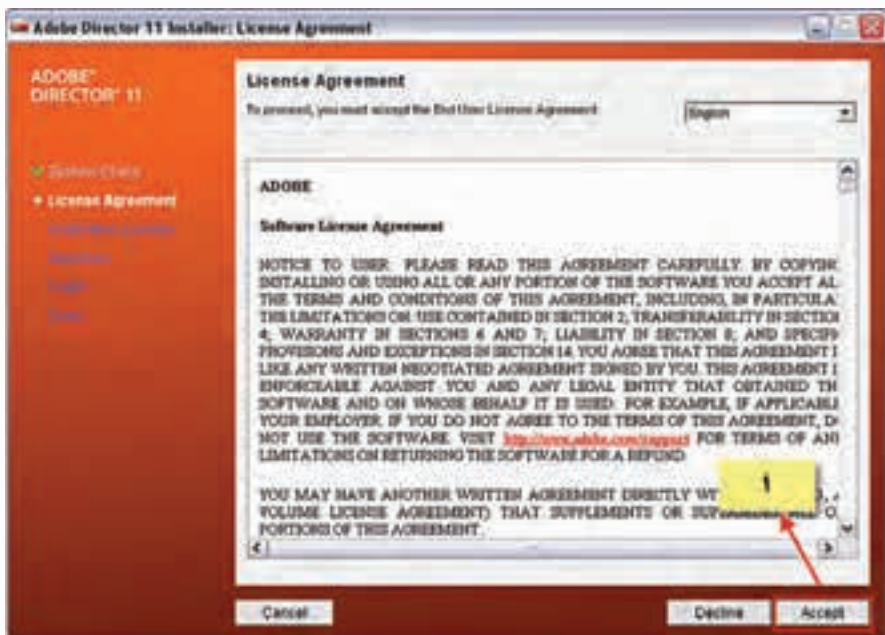 Adobe Director 11 Installer: License Agreement
ADOBE®
DIRECTOR® 11
System Check
License Agreement
License Agreement
To proceed, you must accept the End User License Agreement
English
ADOBE
Software License Agreement
NOTICE TO USER: PLEASE READ THIS AGREEMENT CAREFULLY. BY COPYING
INSTALLING OR USING ALL OR ANY PORTION OF THE SOFTWARE YOU ACCEPT AL
THE TERMS AND CONDITIONS OF THIS AGREEMENT, INCLUDING, IN PARTICULA
THE LIMITATIONS ON: USE CONTAINED IN SECTION 2; TRANSFERABILITY IN SECTION
4; WARRANTY IN SECTIONS 6 AND 7; LIABILITY IN SECTION 8; AND SPECIFI
PROVISIONS AND EXCEPTIONS IN SECTION 14. YOU AGREE THAT THIS AGREEMENT I
LIKE ANY WRITTEN NEGOTIATED AGREEMENT SIGNED BY YOU. THIS AGREEMENT I
ENFORCEABLE AGAINST YOU AND ANY LEGAL ENTITY THAT OBTAINED TH
SOFTWARE AND ON WHOSE BEHALF IT IS USED: FOR EXAMPLE, IF APPLICABLE
YOUR EMPLOYER. IF YOU DO NOT AGREE TO THE TERMS OF THIS AGREEMENT, D
NOT USE THE SOFTWARE. VISIT http://www.adobe.com/support FOR TERMS OF AN
LIMITATIONS ON RETURNING THE SOFTWARE FOR A REFUND.
1
YOU MAY HAVE ANOTHER WRITTEN AGREEMENT DIRECTLY WI
VOLUME LICENSE AGREEMENT) THAT SUPPLEMENTS OR
PORTIONS OF THIS AGREEMENT.
Cancel
Decline
Accept